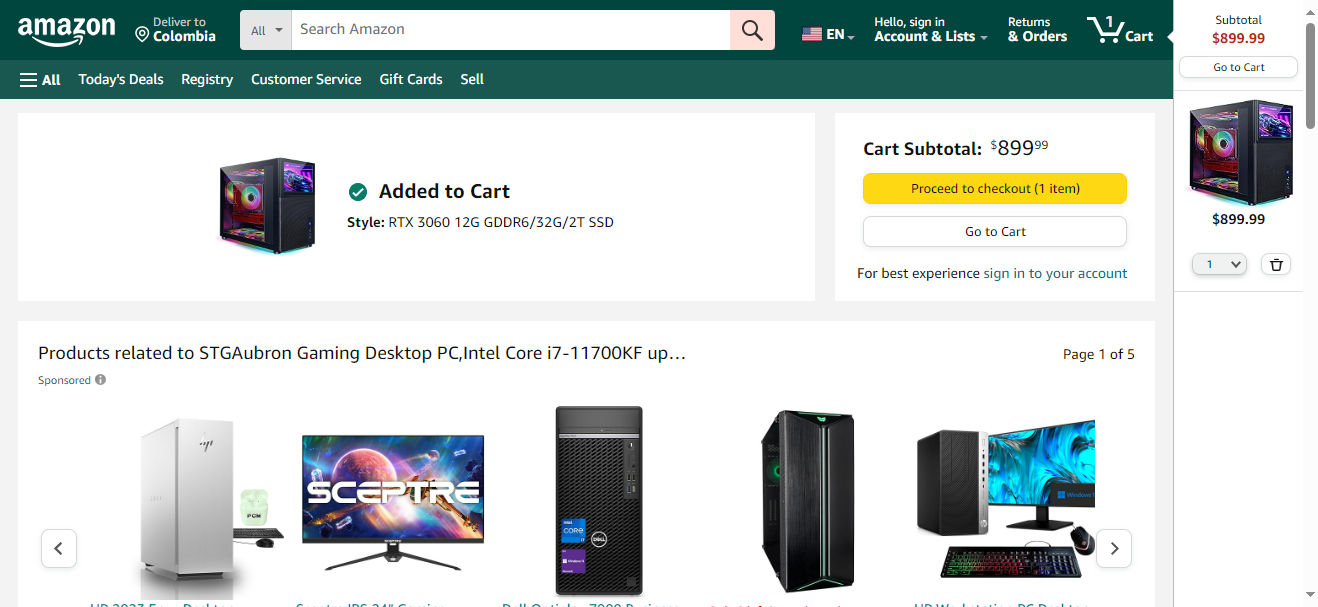 amazon
Deliver to
Colombia
All
Search Amazon
EN
Hello, sign in
Account & Lists
Returns
& Orders
1
Cart
All
Today's Deals
Registry
Customer Service
Gift Cards
Sell
Subtotal
$899.99
Go to Cart
$899.99
1
Added to Cart
Style: RTX 3060 12G GDDR6/32G/2T SSD
Cart Subtotal: $899 99
Proceed to checkout (1 item)
Go to Cart
For best experience sign in to your account
Products related to STGAubron Gaming Desktop PC,Intel Core i7-11700KF up…
Page 1 of 5
Sponsored
hp
PCM
SCEPTRE
CORE
DELL